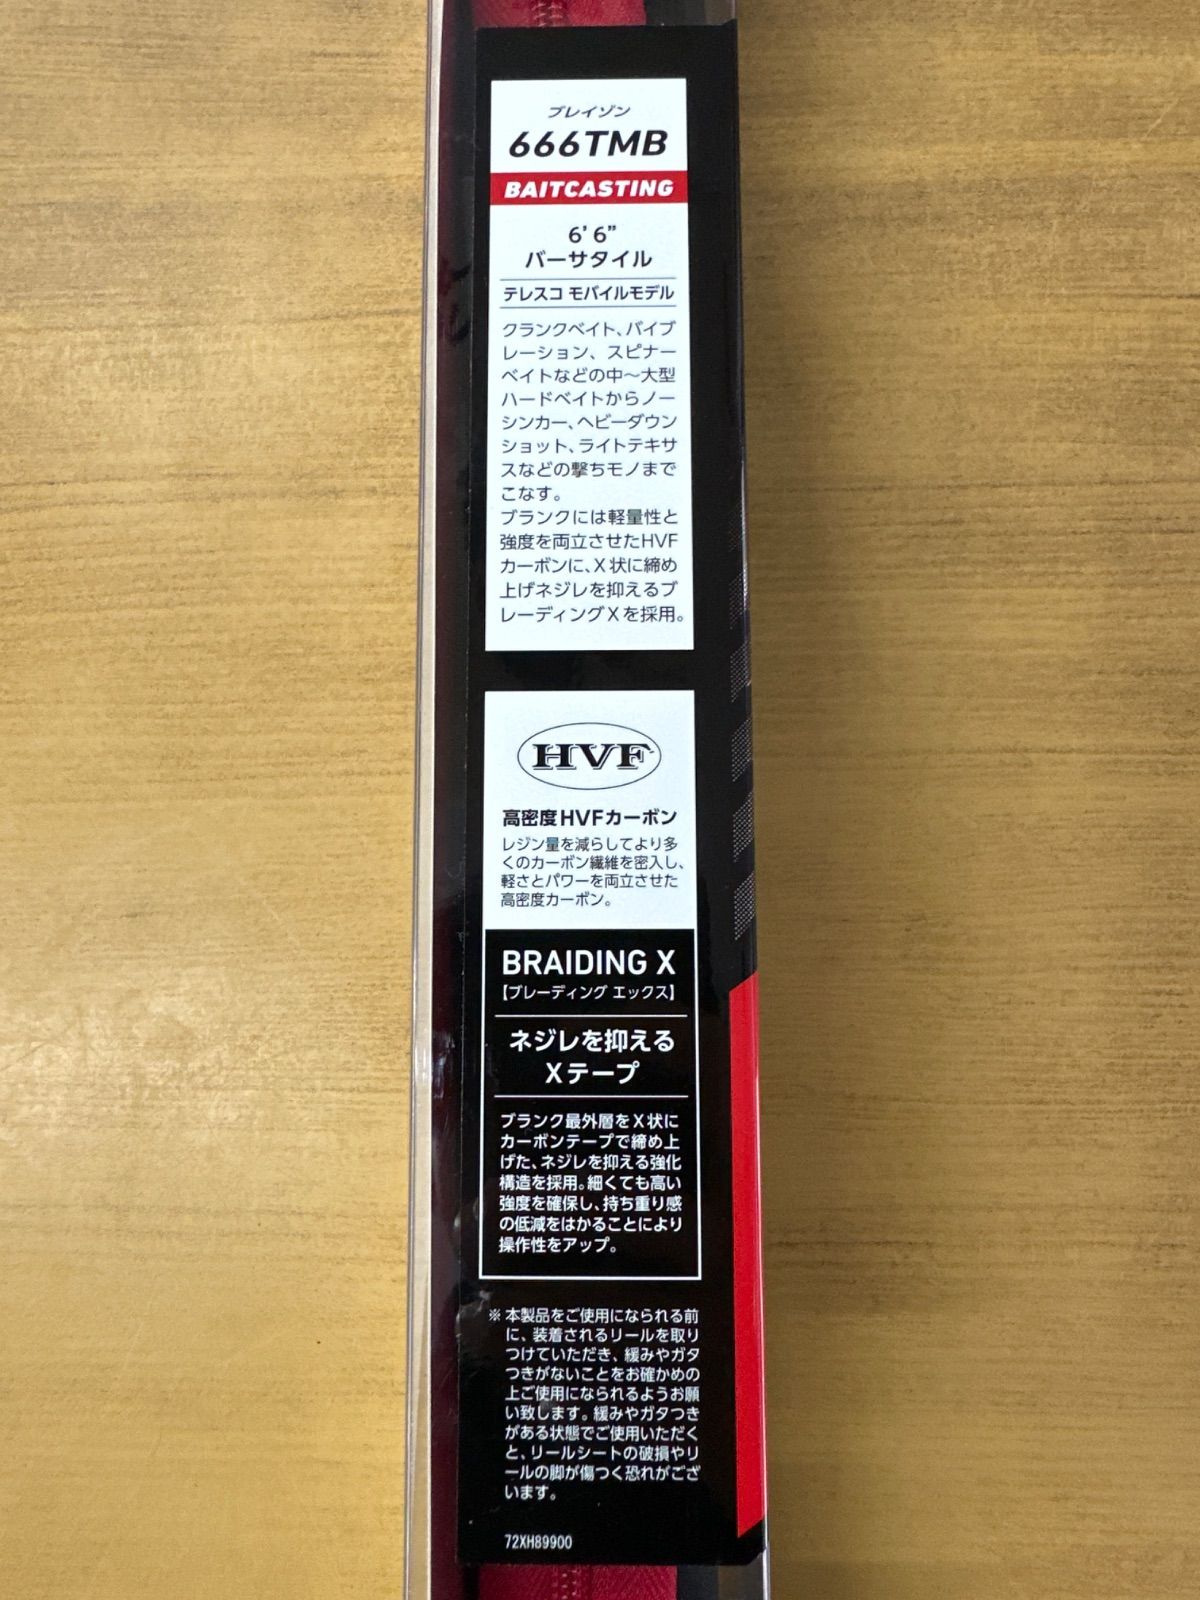 ブレイゾン
666TMB
BAITCASTING
6’6”
バーサタイル
テレスコ モバイルモデル
クランクベイト、バイブ
レーション、スピナー
ベイトなどの中〜大型
ハードベイトからノー
シンカー、ヘビーダウン
ショット、ライトテキサ
スなどの撃ちモノまで
こなす。
ブランクには軽量性と
強度を両立させたHVF
カーボンに、X状に締め
上げネジレを抑えるブ
レーディングXを採用。
HVF
高密度HVFカーボン
レジン量を減らしてより多
くのカーボン繊維を密入し、
軽さとパワーを両立させた
高密度カーボン。
BRAIDING X
【ブレーディング エックス】
ネジレを抑える
Xテープ
ブランク最外層をX状に
カーボンテープで締め上
げた、ネジレを抑える強化
構造を採用。細くても高い
強度を確保し、持ち重り感
の低減をはかることにより
操作性をアップ。
※ 本製品をご使用になられる前
に、装着されるリールを取り
つけていただき、緩みやガタ
つきがないことをお確かめの
上ご使用になられるようお願
い致します。緩みやガタつき
がある状態でご使用いただく
と、リールシートの破損やリ
ールの脚が傷つく恐れがござ
います。
72XH89900